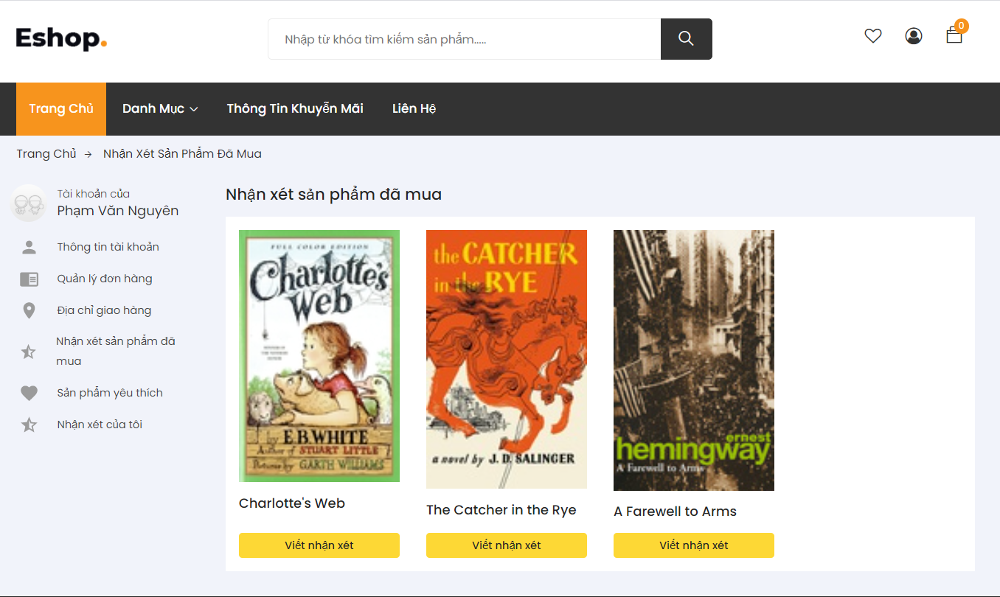 Eshop.
Nhập từ khóa tìm kiếm sản phẩm.....
0
Trang Chủ
Danh Mục
Thông Tin Khuyễn Mãi
Liên Hệ
Trang Chủ → Nhận Xét Sản Phẩm Đã Mua
Tài khoản của
Phạm Văn Nguyên
Thông tin tài khoản
Quản lý đơn hàng
Địa chỉ giao hàng
Nhận xét sản phẩm đã
mua
Sản phẩm yêu thích
Nhận xét của tôi
Nhận xét sản phẩm đã mua
FULL COLOR EDITION
Charlotte's
Web
by E.B. WHITE
Author of STUART LITTLE
Pictures by GARTH WILLIAMS
Charlotte's Web
Viết nhận xét
the CATCHER
in the RYE
a novel by J. D. SALINGER
The Catcher in the Rye
Viết nhận xét
ernest
hemingway
A Farewell to Arms
A Farewell to Arms
Viết nhận xét